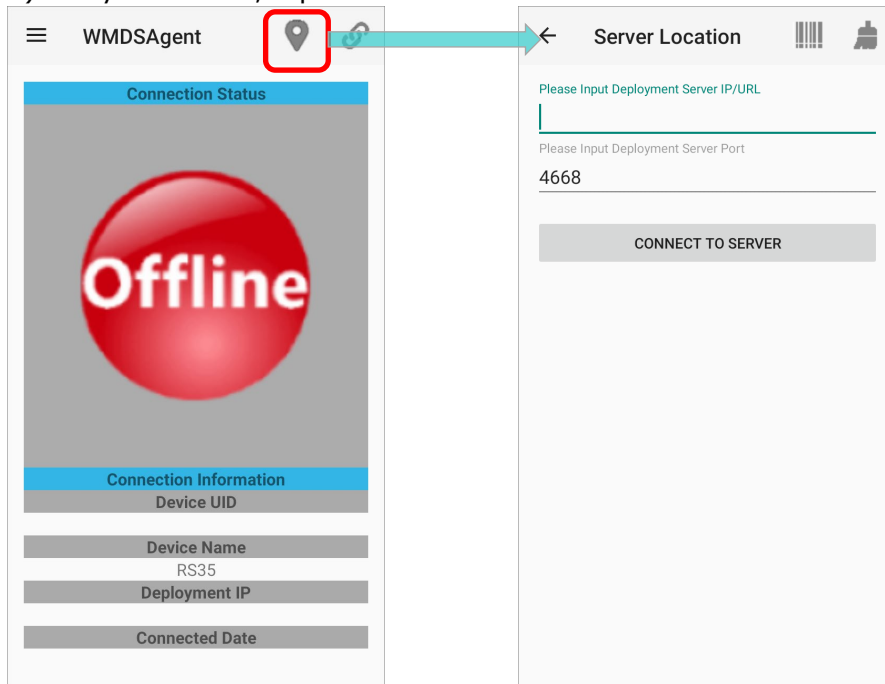 WMDSAgent
Connection Status
Offline
Connection Information
Device UID
Device Name
RS35
Deployment IP
Connected Date
Server Location
Please Input Deployment Server IP/URL
Please Input Deployment Server Port
4668
CONNECT TO SERVER